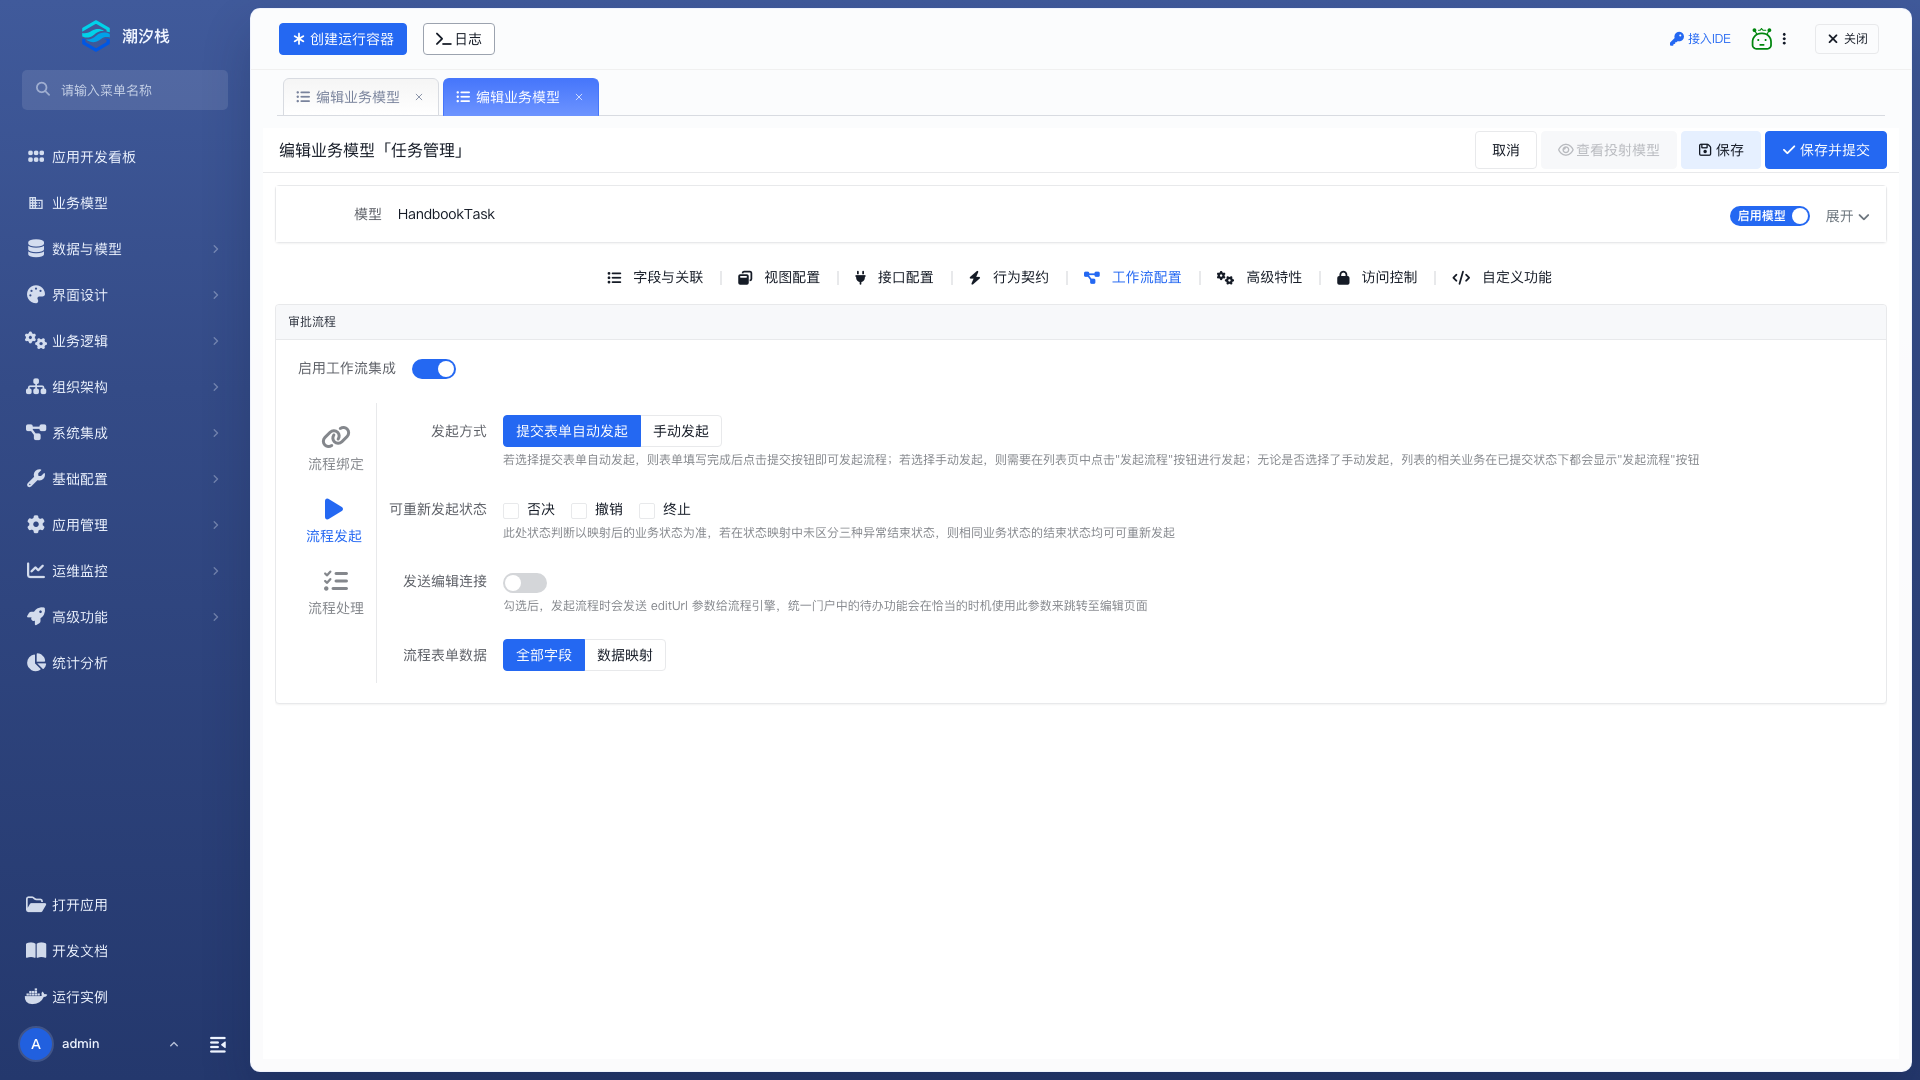 潮汐栈
请输入菜单名称
应用开发看板
业务模型
数据与模型
界面设计
业务逻辑
组织架构
系统集成
基础配置
应用管理
运维监控
高级功能
统计分析
打开应用
开发文档
运行实例
A admin
创建运行容器 日志 接入IDE 关闭
编辑业务模型 编辑业务模型
编辑业务模型「任务管理」 取消 查看投射模型 保存 保存并提交
模型 HandbookTask 启用模型 展开
字段与关联 视图配置 接口配置 行为契约 工作流配置 高级特性 访问控制 自定义功能
审批流程
启用工作流集成
流程绑定
流程发起
流程处理
发起方式 提交表单自动发起 手动发起
若选择提交表单自动发起，则表单填写完成后点击提交按钮即可发起流程；若选择手动发起，则需要在列表页中点击"发起流程"按钮进行发起；无论是否选择了手动发起，列表的相关业务在已提交状态下都会显示"发起流程"按钮
可重新发起状态 否决 撤销 终止
此处状态判断以映射后的业务状态为准，若在状态映射中未区分三种异常结束状态，则相同业务状态的结束状态均可可重新发起
发送编辑连接
勾选后，发起流程时会发送 editUrl 参数给流程引擎，统一门户中的待办功能会在恰当的时机使用此参数来跳转至编辑页面
流程表单数据 全部字段 数据映射